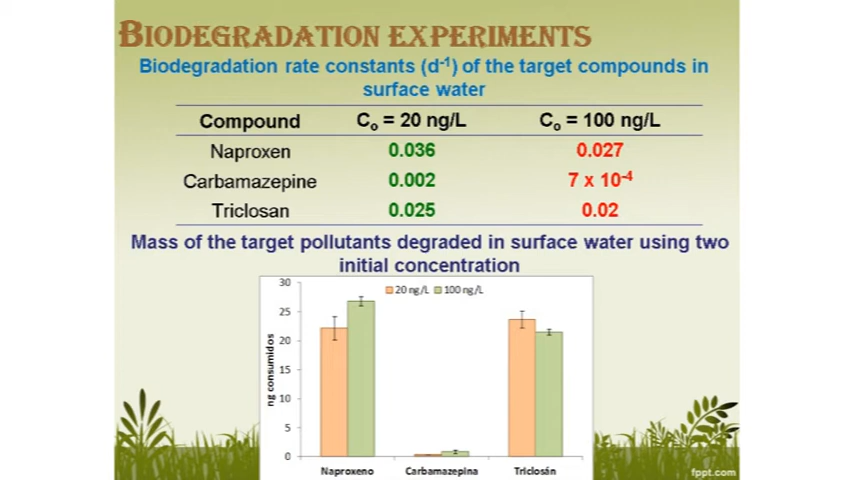 BIODEGRADATION EXPERIMENTS
Biodegradation rate constants (d⁻¹) of the target compounds in
surface water
Compound Cₒ = 20 ng/L Cₒ = 100 ng/L
Naproxen 0.036 0.027
Carbamazepine 0.002 7 x 10⁻⁴
Triclosan 0.025 0.02
Mass of the target pollutants degraded in surface water using two
initial concentration
20 ng/L 100 ng/L
ng consumidos
30
25
20
15
10
5
0
Naproxeno Carbamazepina Triclosán
fppt.com